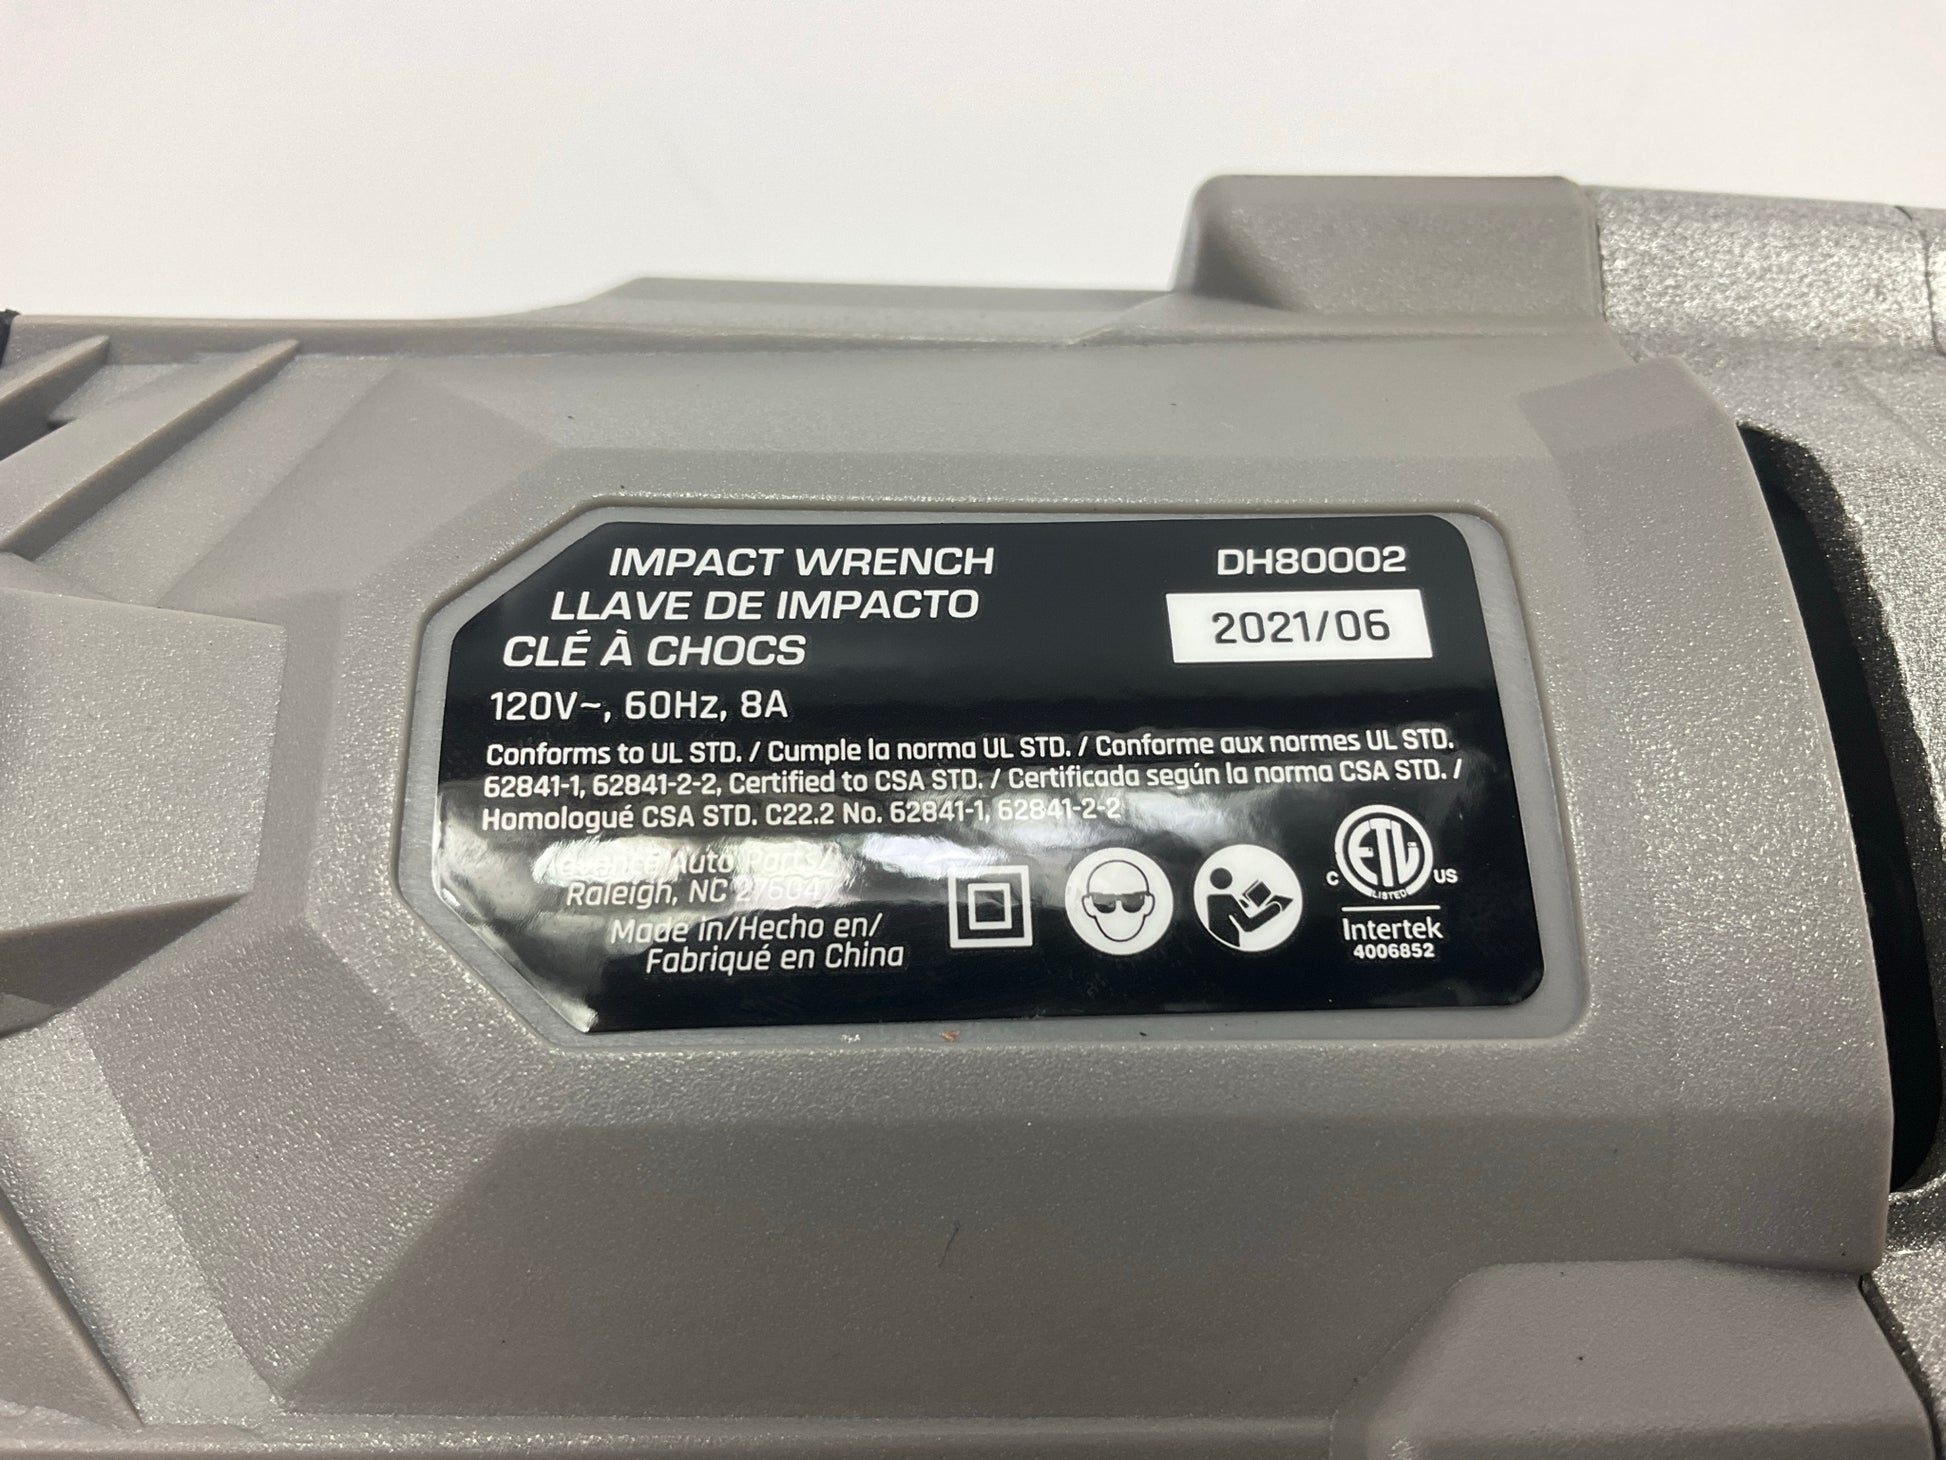 IMPACT WRENCH
LLAVE DE IMPACTO
CLÉ À CHOCS
DH80002
2021/06
120V~, 60Hz, 8A
Conforms to UL STD. / Cumple la norma UL STD. / Conforme aux normes UL STD.
62841-1, 62841-2-2, Certified to CSA STD. / Certificada según la norma CSA STD. /
Homologué CSA STD. C22.2 No. 62841-1, 62841-2-2
Auto Parts/
Raleigh, NC 27604
Made in/Hecho en/
Fabriqué en China
ETL
LISTED
C US
Intertek
4006852